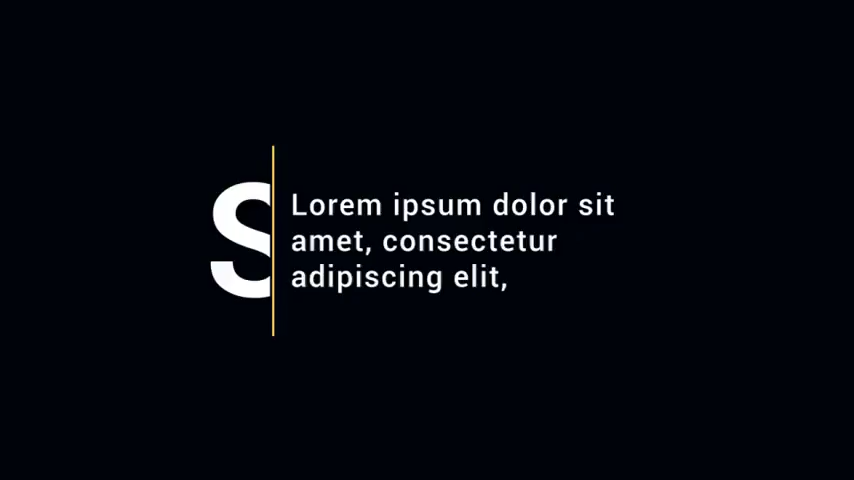 S
Lorem ipsum dolor sit
amet, consectetur
adipiscing elit,